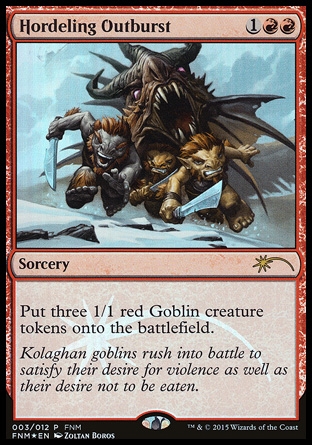 Hordeling Outburst 1
Sorcery
Put three 1/1 red Goblin creature
tokens onto the battlefield.
Kolaghan goblins rush into battle to
satisfy their desire for violence as well as
their desire not to be eaten.
003/012 P FNM
FNM★EN Zoltan Boros
™ & © 2015 Wizards of the Coast